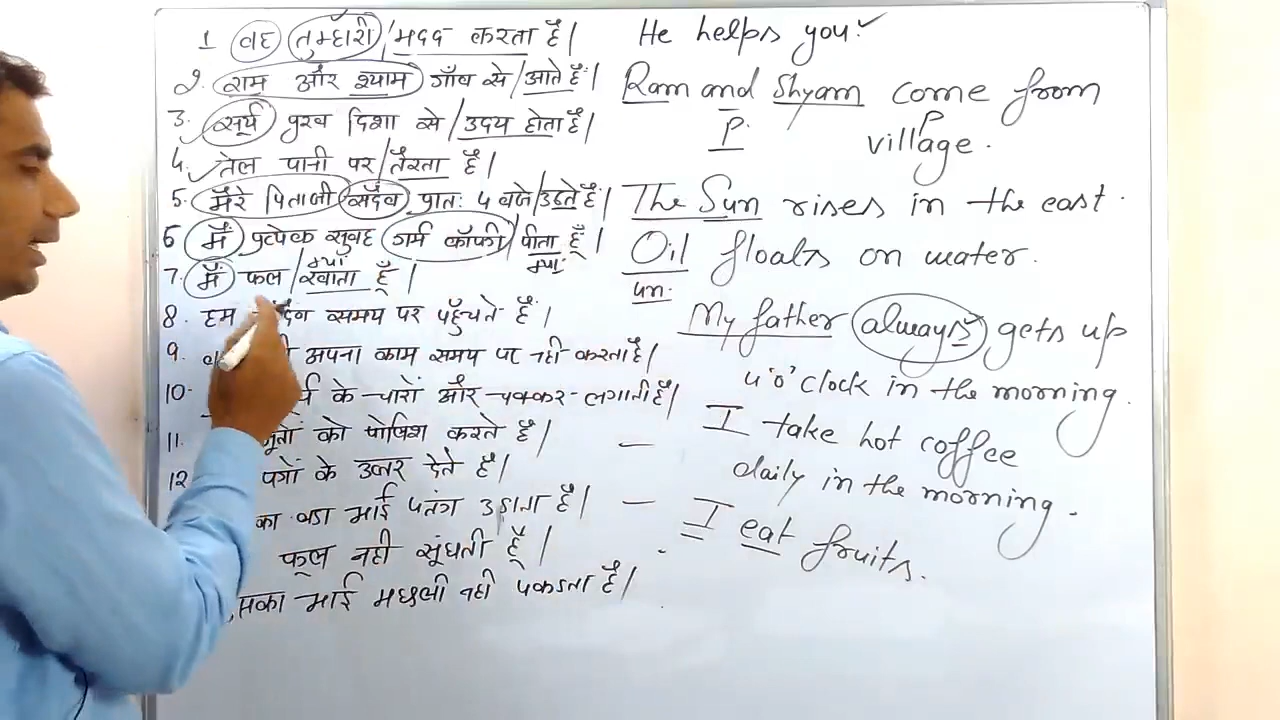 1 वह तुम्हारी/मदद करता है|
2. राम और श्याम गाँव से/आते हैं|
3. सूर्य पुरब दिशा से/उदय होता है|
4. तेल पानी पर/तैरता है|
5. मेरे पिताजी सदैव प्रातः 4 बजे/उठते हैं|
6 मैं प्रत्येक सुबह गर्म कॉफी/पीता हूँ|
7. मैं फल/खाता हूँ|
8. हम समय पर पहुँचते हैं|
9. अपना काम समय पर नही करता है|
10- के चारों और चक्कर लगाती है|
11. को पोलिश करते है|
12. पत्रों के उत्तर देते है|
का बडा भाई पतंग उडाता है|
फूल नही सूंघती हूँ|
भाई मछली नही पकडता है|
He helps you.
Ram and Shyam come from
P. P
village.
The Sun rises in the east.
Oil floats on water.
un.
My father always gets up
4 'o' clock in the morning.
I take hot coffee
daily in the morning.
I eat fruits.